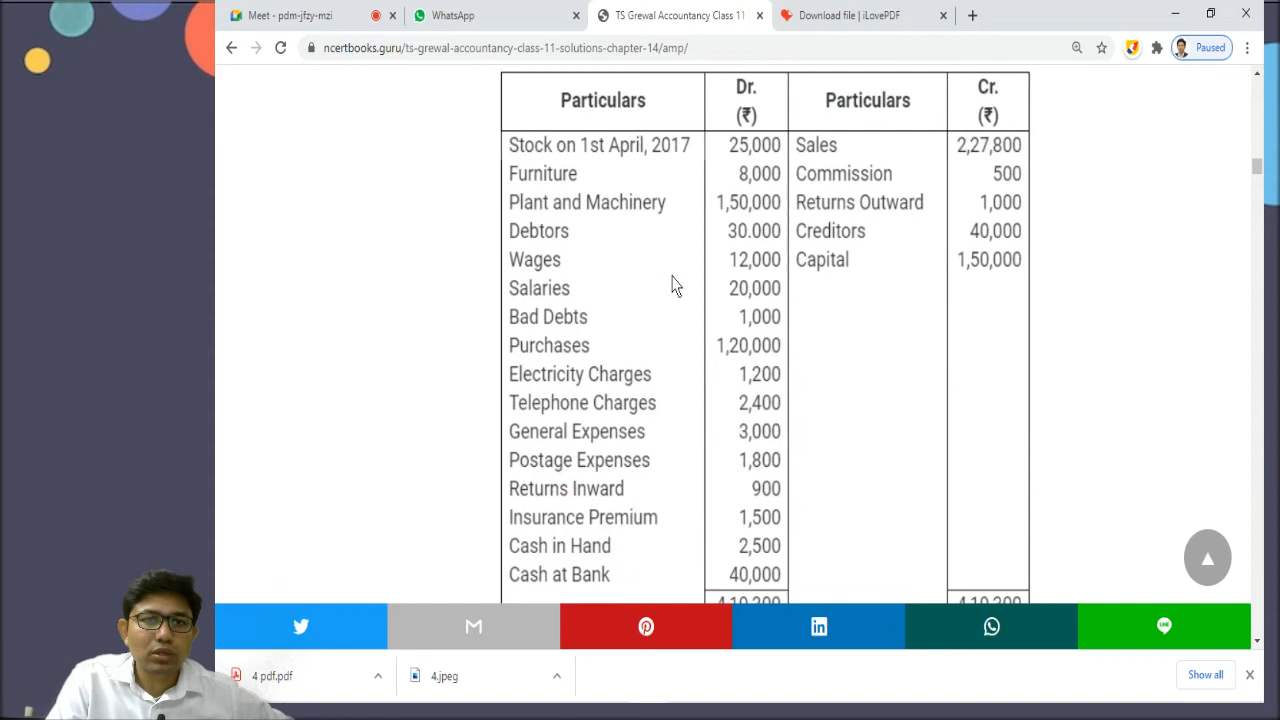 Meet - pdm-jfzy-mzi
WhatsApp
TS Grewal Accountancy Class 11
Download file | iLovePDF
ncertbooks.guru/ts-grewal-accountancy-class-11-solutions-chapter-14/amp/
Paused
Particulars Dr. (₹) Particulars Cr. (₹)
Stock on 1st April, 2017 25,000 Sales 2,27,800
Furniture 8,000 Commission 500
Plant and Machinery 1,50,000 Returns Outward 1,000
Debtors 30.000 Creditors 40,000
Wages 12,000 Capital 1,50,000
Salaries 20,000
Bad Debts 1,000
Purchases 1,20,000
Electricity Charges 1,200
Telephone Charges 2,400
General Expenses 3,000
Postage Expenses 1,800
Returns Inward 900
Insurance Premium 1,500
Cash in Hand 2,500
Cash at Bank 40,000
4 pdf.pdf
4.jpeg
Show all